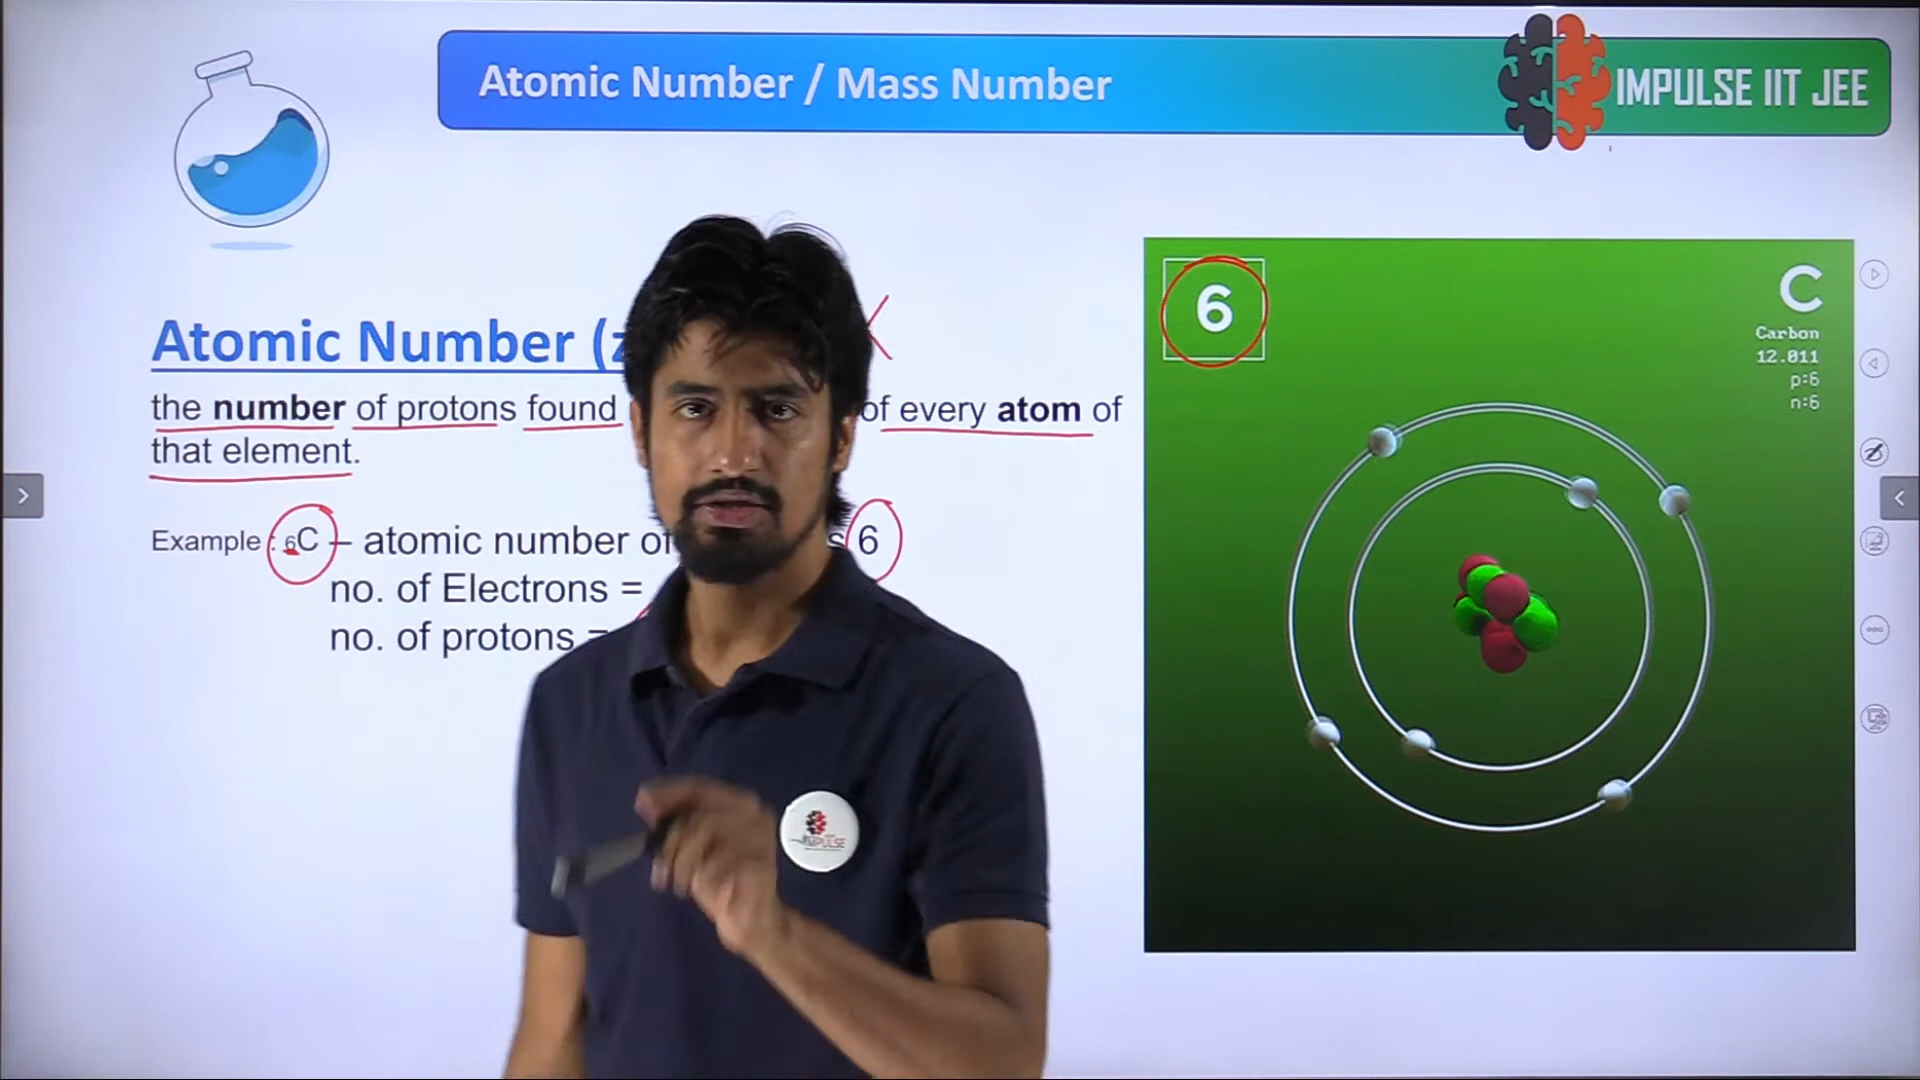 Atomic Number / Mass Number
IMPULSE IIT JEE
Atomic Number (z
the number of protons found of every atom of
that element.
Example : 6C – atomic number of s 6
no. of Electrons =
no. of protons =
6
C
Carbon
12.011
p:6
n:6
IMPULSE